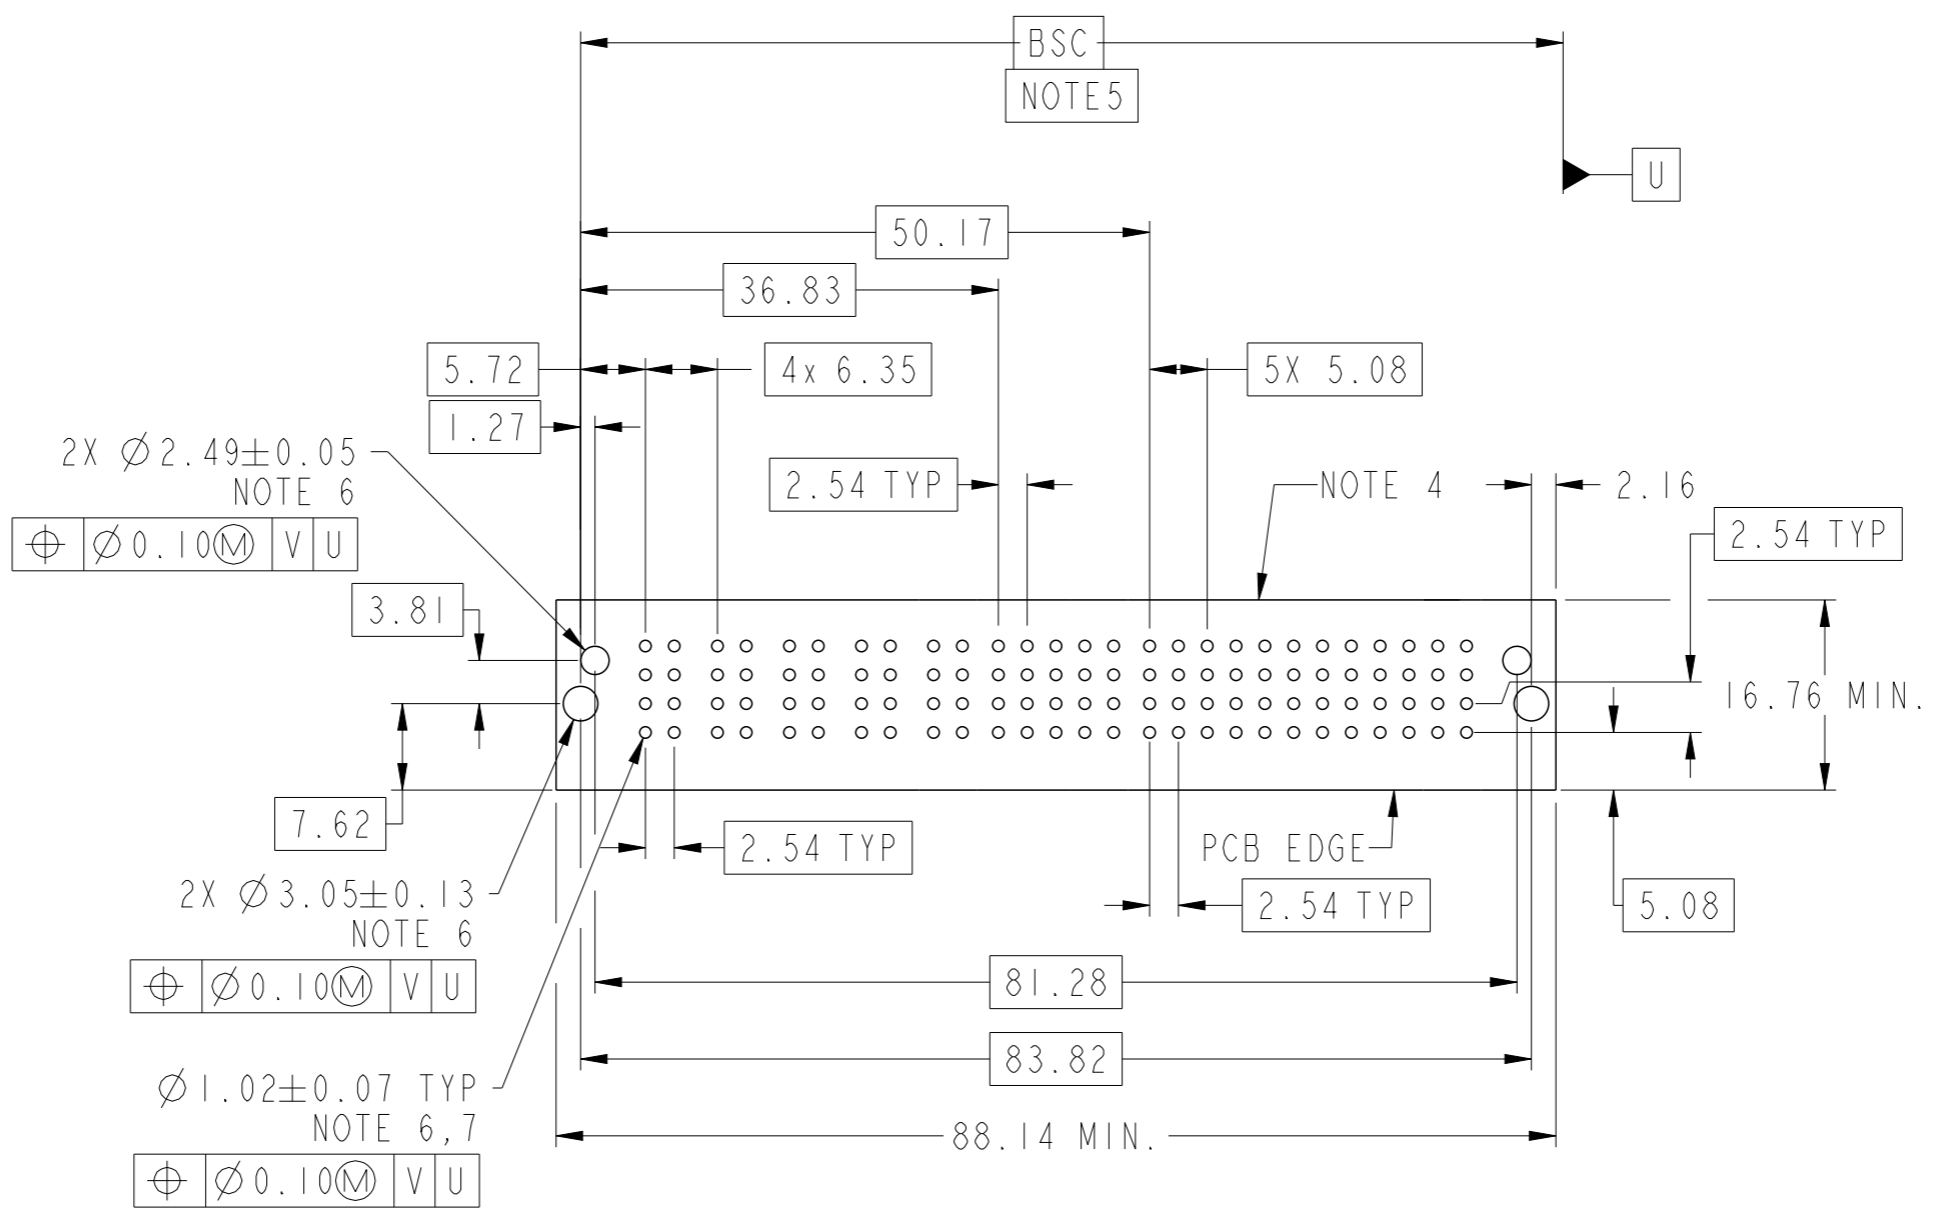 BSC
NOTE5
U
50.17
36.83
5.72
4x 6.35
5X 5.08
1.27
2X Ø2.49±0.05
NOTE 6
⌖ Ø0.10Ⓜ V U
2.54 TYP
NOTE 4
2.16
2.54 TYP
3.81
16.76 MIN.
7.62
2.54 TYP
PCB EDGE
2.54 TYP
5.08
2X Ø3.05±0.13
NOTE 6
⌖ Ø0.10Ⓜ V U
81.28
83.82
Ø1.02±0.07 TYP
NOTE 6,7
⌖ Ø0.10Ⓜ V U
88.14 MIN.